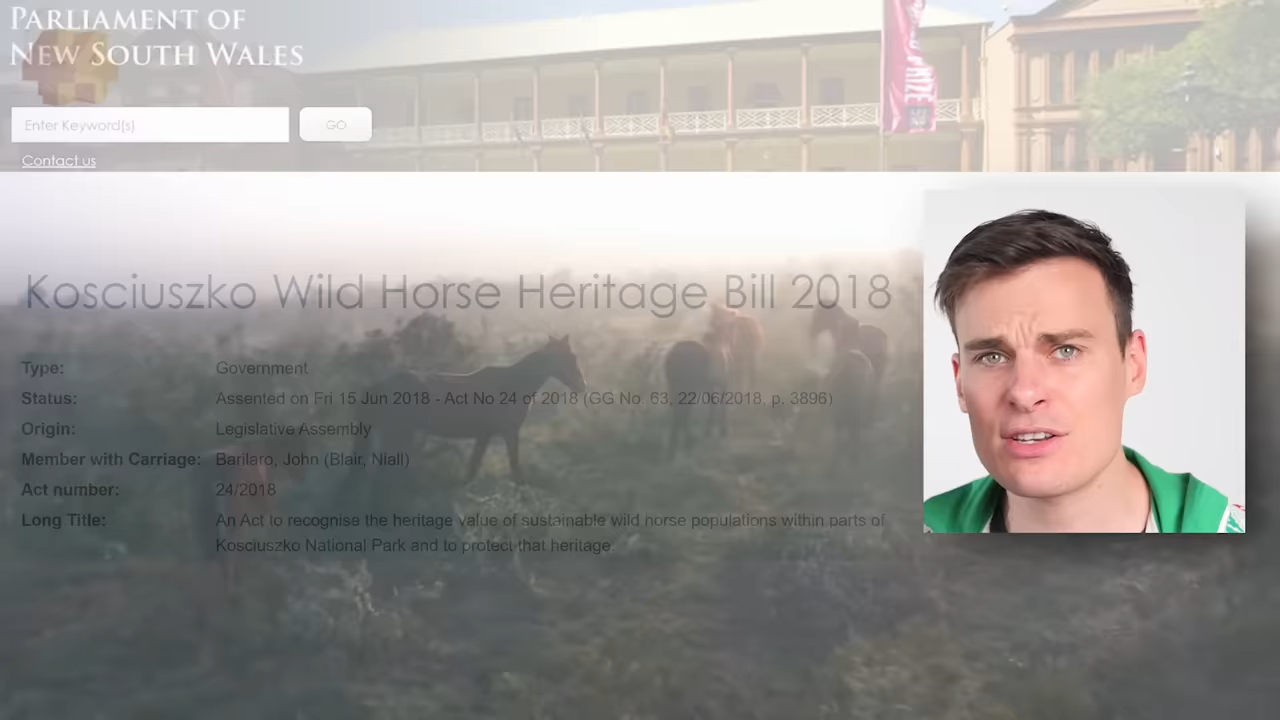 PARLIAMENT OF
NEW SOUTH WALES
Enter Keyword(s)
GO
Contact us
Kosciuszko Wild Horse Heritage Bill 2018
Type: Government
Status: Assented on Fri 15 Jun 2018 - Act No 24 of 2018 (GG No. 63, 22/06/2018, p. 3896)
Origin: Legislative Assembly
Member with Carriage: Barilaro, John (Blair, Niall)
Act number: 24/2018
Long Title: An Act to recognise the heritage value of sustainable wild horse populations within parts of
Kosciuszko National Park and to protect that heritage.